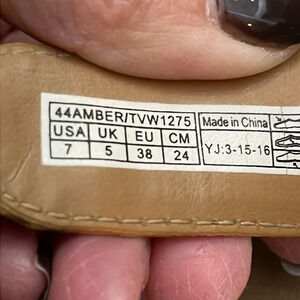 44AMBER/TVW1275
USA UK EU CM
7 5 38 24
Made in China
YJ:3-15-16